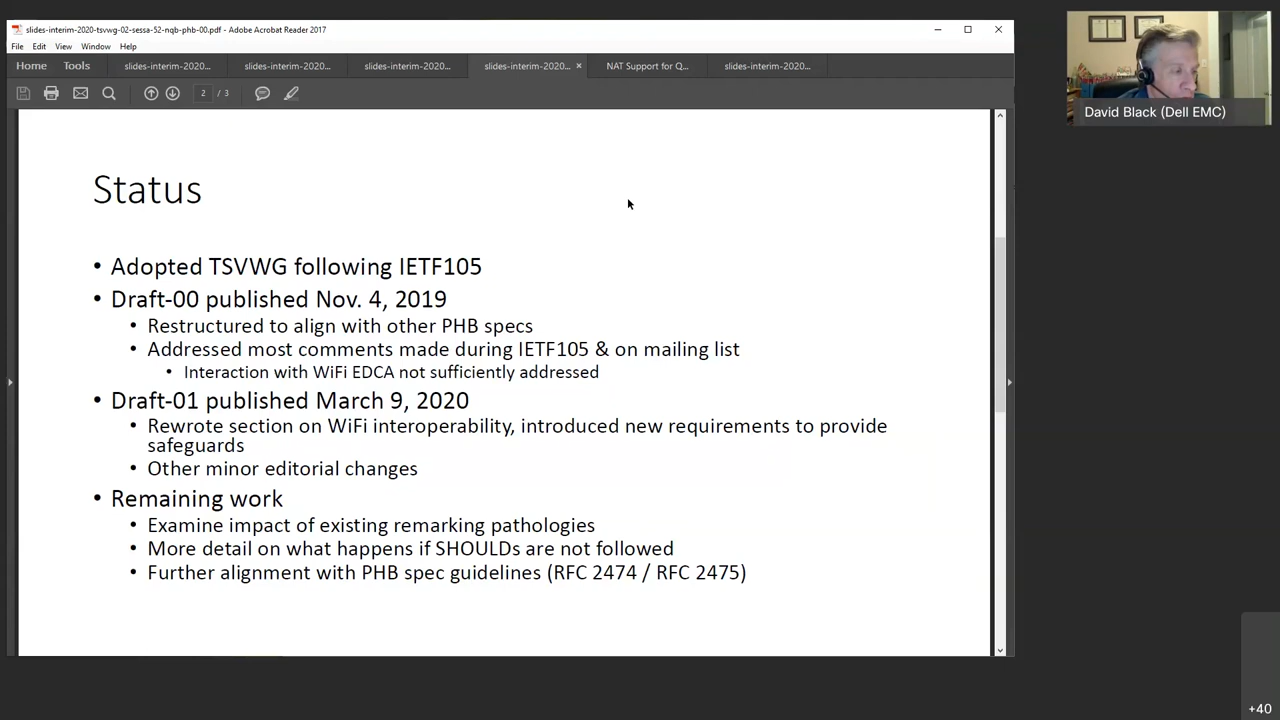 slides-interim-2020-tsvwg-02-sessa-52-nqb-phb-00.pdf - Adobe Acrobat Reader 2017
File Edit View Window Help
Home Tools slides-interim-2020... slides-interim-2020... slides-interim-2020... slides-interim-2020... × NAT Support for Q... slides-interim-2020...
2 / 3
David Black (Dell EMC)
Status
• Adopted TSVWG following IETF105
• Draft-00 published Nov. 4, 2019
• Restructured to align with other PHB specs
• Addressed most comments made during IETF105 & on mailing list
• Interaction with WiFi EDCA not sufficiently addressed
• Draft-01 published March 9, 2020
• Rewrote section on WiFi interoperability, introduced new requirements to provide
safeguards
• Other minor editorial changes
• Remaining work
• Examine impact of existing remarking pathologies
• More detail on what happens if SHOULDs are not followed
• Further alignment with PHB spec guidelines (RFC 2474 / RFC 2475)
+40